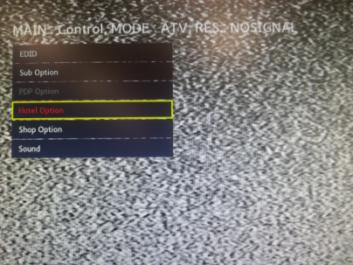 MAIN: Control, MODE: ATV, RES: NOSIGNAL
EDID
Sub Option
PDP Option
Hotel Option
Shop Option
Sound